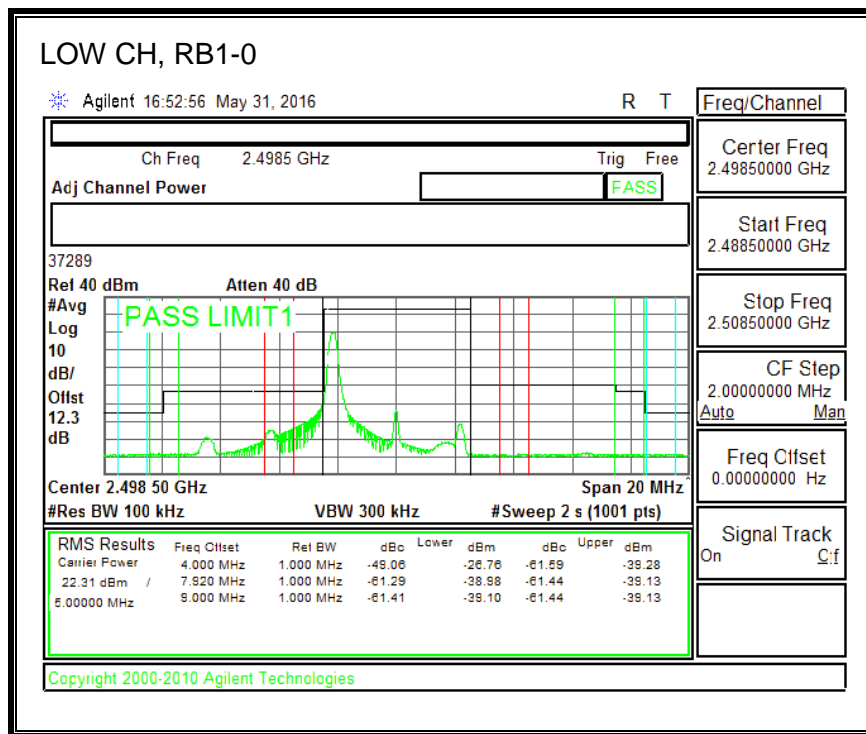 LOW CH, RB1-0
Agilent 16:52:56 May 31, 2016 R T
Freq/Channel
Ch Freq 2.4985 GHz Trig Free
Adj Channel Power PASS
Center Freq
2.49850000 GHz
Start Freq
2.48850000 GHz
Stop Freq
2.50850000 GHz
CF Step
2.00000000 MHz
Auto Man
Freq Offset
0.00000000 Hz
Signal Track
On Off
37289
Ref 40 dBm Atten 40 dB
#Avg
Log
10
dB/
Offst
12.3
dB
PASS LIMIT1
Center 2.498 50 GHz Span 20 MHz
#Res BW 100 kHz VBW 300 kHz #Sweep 2 s (1001 pts)
RMS Results Freq Offset Ref BW dBc Lower dBm dBc Upper dBm
Carrier Power 4.000 MHz 1.000 MHz -49.06 -26.76 -61.59 -39.28
22.31 dBm / 7.920 MHz 1.000 MHz -61.29 -38.98 -61.44 -39.13
5.00000 MHz 9.000 MHz 1.000 MHz -61.41 -39.10 -61.44 -39.13
Copyright 2000-2010 Agilent Technologies